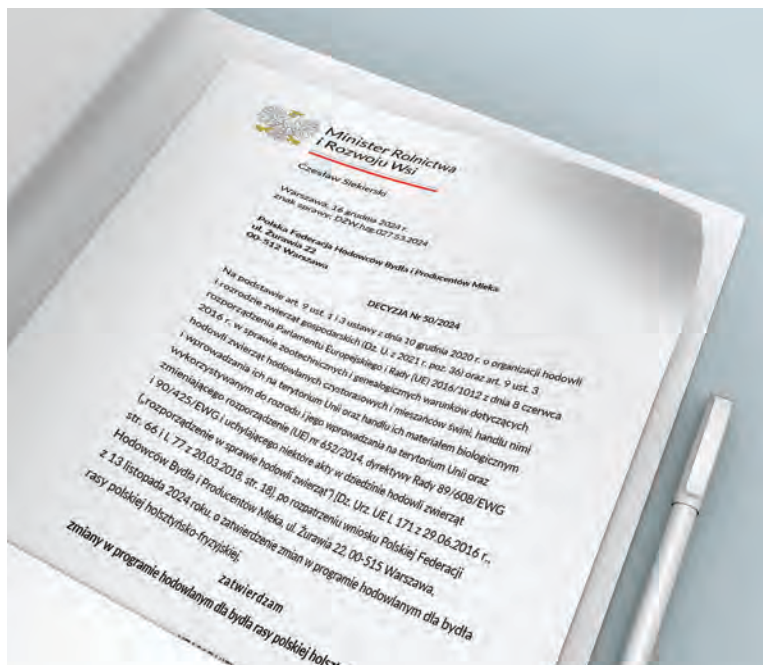 Minister Rolnictwa
i Rozwoju Wsi
Czesław Siekierski
Warszawa, 16 grudnia 2024 r.
znak sprawy: DŻW.hzg.027.53.2024
Polska Federacja Hodowców Bydła i Producentów Mleka
ul. Żurawia 22
00-512 Warszawa
DECYZJA Nr 50/2024
Na podstawie art. 9 ust. 1 i 3 ustawy z dnia 10 grudnia 2020 r. o organizacji hodowli
i rozrodzie zwierząt gospodarskich (Dz. U. z 2021 r. poz. 36) oraz art. 9 ust. 3
rozporządzenia Parlamentu Europejskiego i Rady (UE) 2016/1012 z dnia 8 czerwca
2016 r. w sprawie zootechnicznych i genealogicznych warunków dotyczących
hodowli zwierząt hodowlanych czystorasowych i mieszańców świni, handlu nimi
i wprowadzania ich na terytorium Unii oraz handlu ich materiałem biologicznym
wykorzystywanym do rozrodu i jego wprowadzania na terytorium Unii oraz
zmieniającego rozporządzenie (UE) nr 652/2014, dyrektywy Rady 89/608/EWG
i 90/425/EWG i uchylającego niektóre akty w dziedzinie hodowli zwierząt
(„rozporządzenie w sprawie hodowli zwierząt”) [Dz. Urz. UE L 171 z 29.06.2016 r.,
str. 66 i L 77 z 20.03.2018, str. 18], po rozpatrzeniu wniosku Polskiej Federacji
Hodowców Bydła i Producentów Mleka, ul. Żurawia 22, 00-515 Warszawa,
z 13 listopada 2024 roku, o zatwierdzenie zmian w programie hodowlanym dla bydła
rasy polskiej holsztyńsko-fryzyjskiej,
zatwierdzam
zmiany w programie hodowlanym dla bydła rasy polskiej